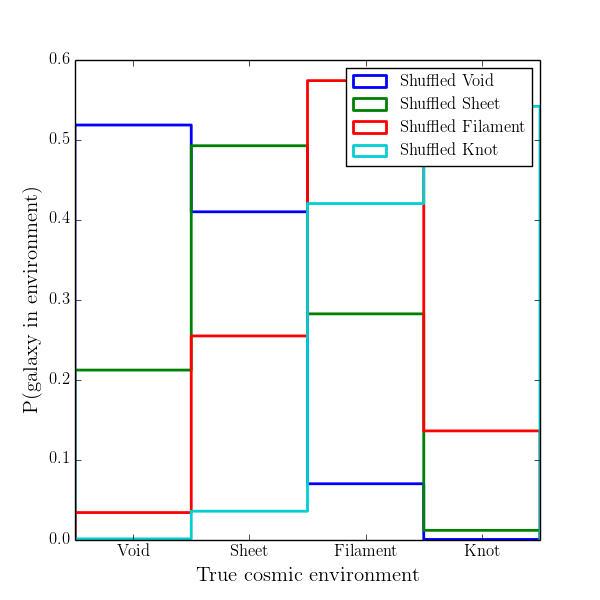 0.6
0.5
0.4
0.3
0.2
0.1
0.0
P(galaxy in environment)
Shuffled Void
Shuffled Sheet
Shuffled Filament
Shuffled Knot
Void Sheet Filament Knot
True cosmic environment